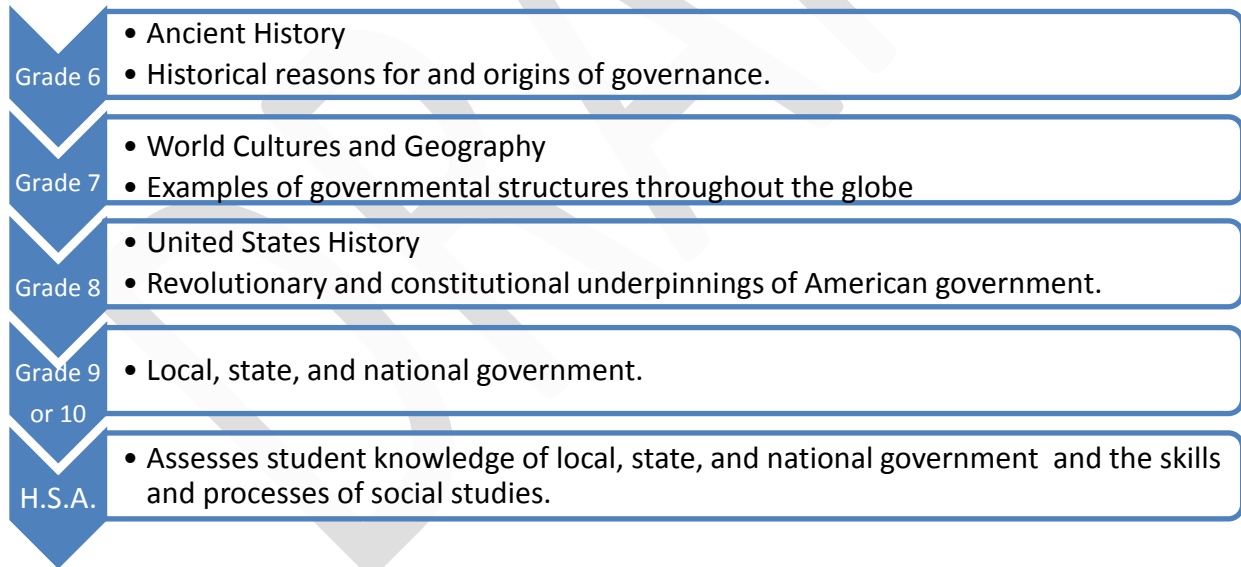 Grade 6
• Ancient History
• Historical reasons for and origins of governance.
Grade 7
• World Cultures and Geography
• Examples of governmental structures throughout the globe
Grade 8
• United States History
• Revolutionary and constitutional underpinnings of American government.
Grade 9
or 10
• Local, state, and national government.
H.S.A.
• Assesses student knowledge of local, state, and national government and the skills
and processes of social studies.